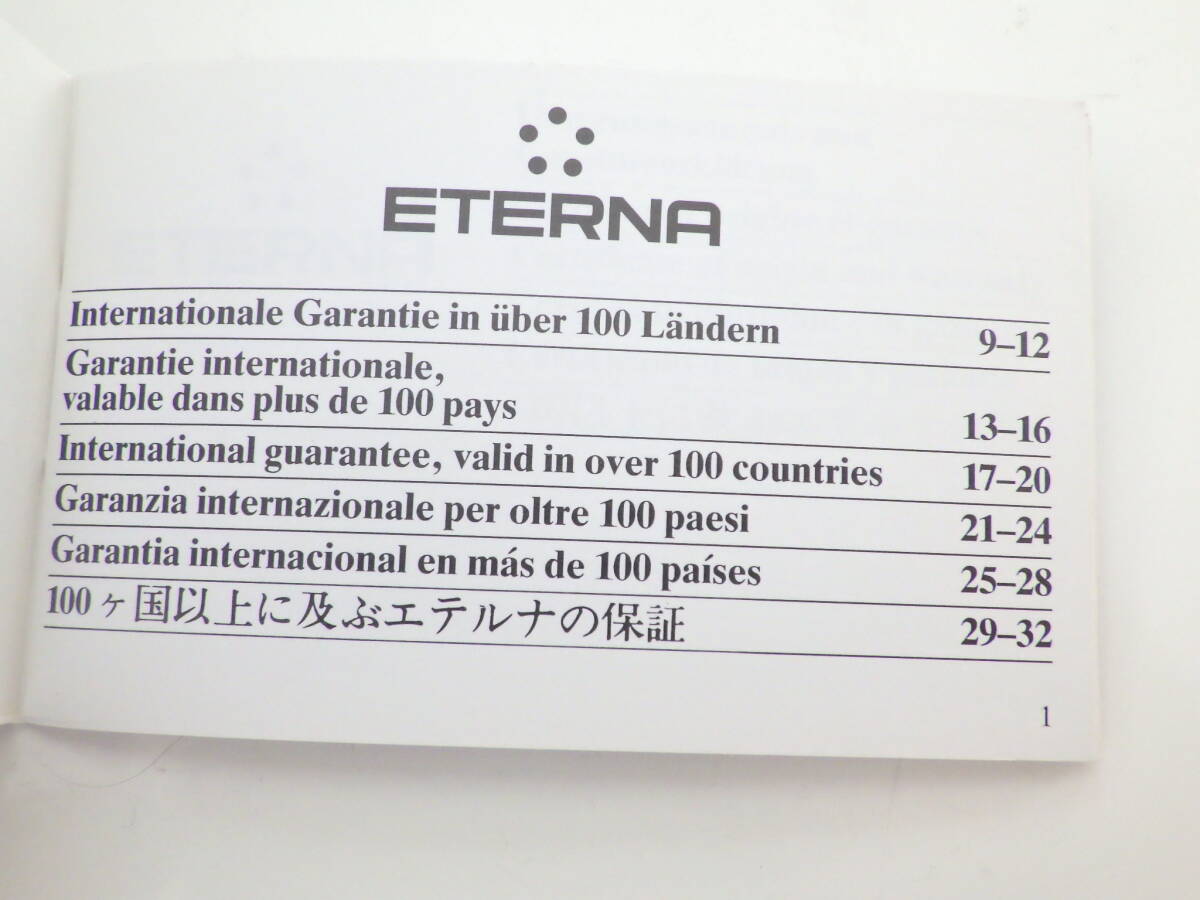 ETERNA
Internationale Garantie in über 100 Ländern 9–12
Garantie internationale,
valable dans plus de 100 pays 13–16
International guarantee, valid in over 100 countries 17–20
Garanzia internazionale per oltre 100 paesi 21–24
Garantia internacional en más de 100 países 25–28
100ヶ国以上に及ぶエテルナの保証 29–32
1